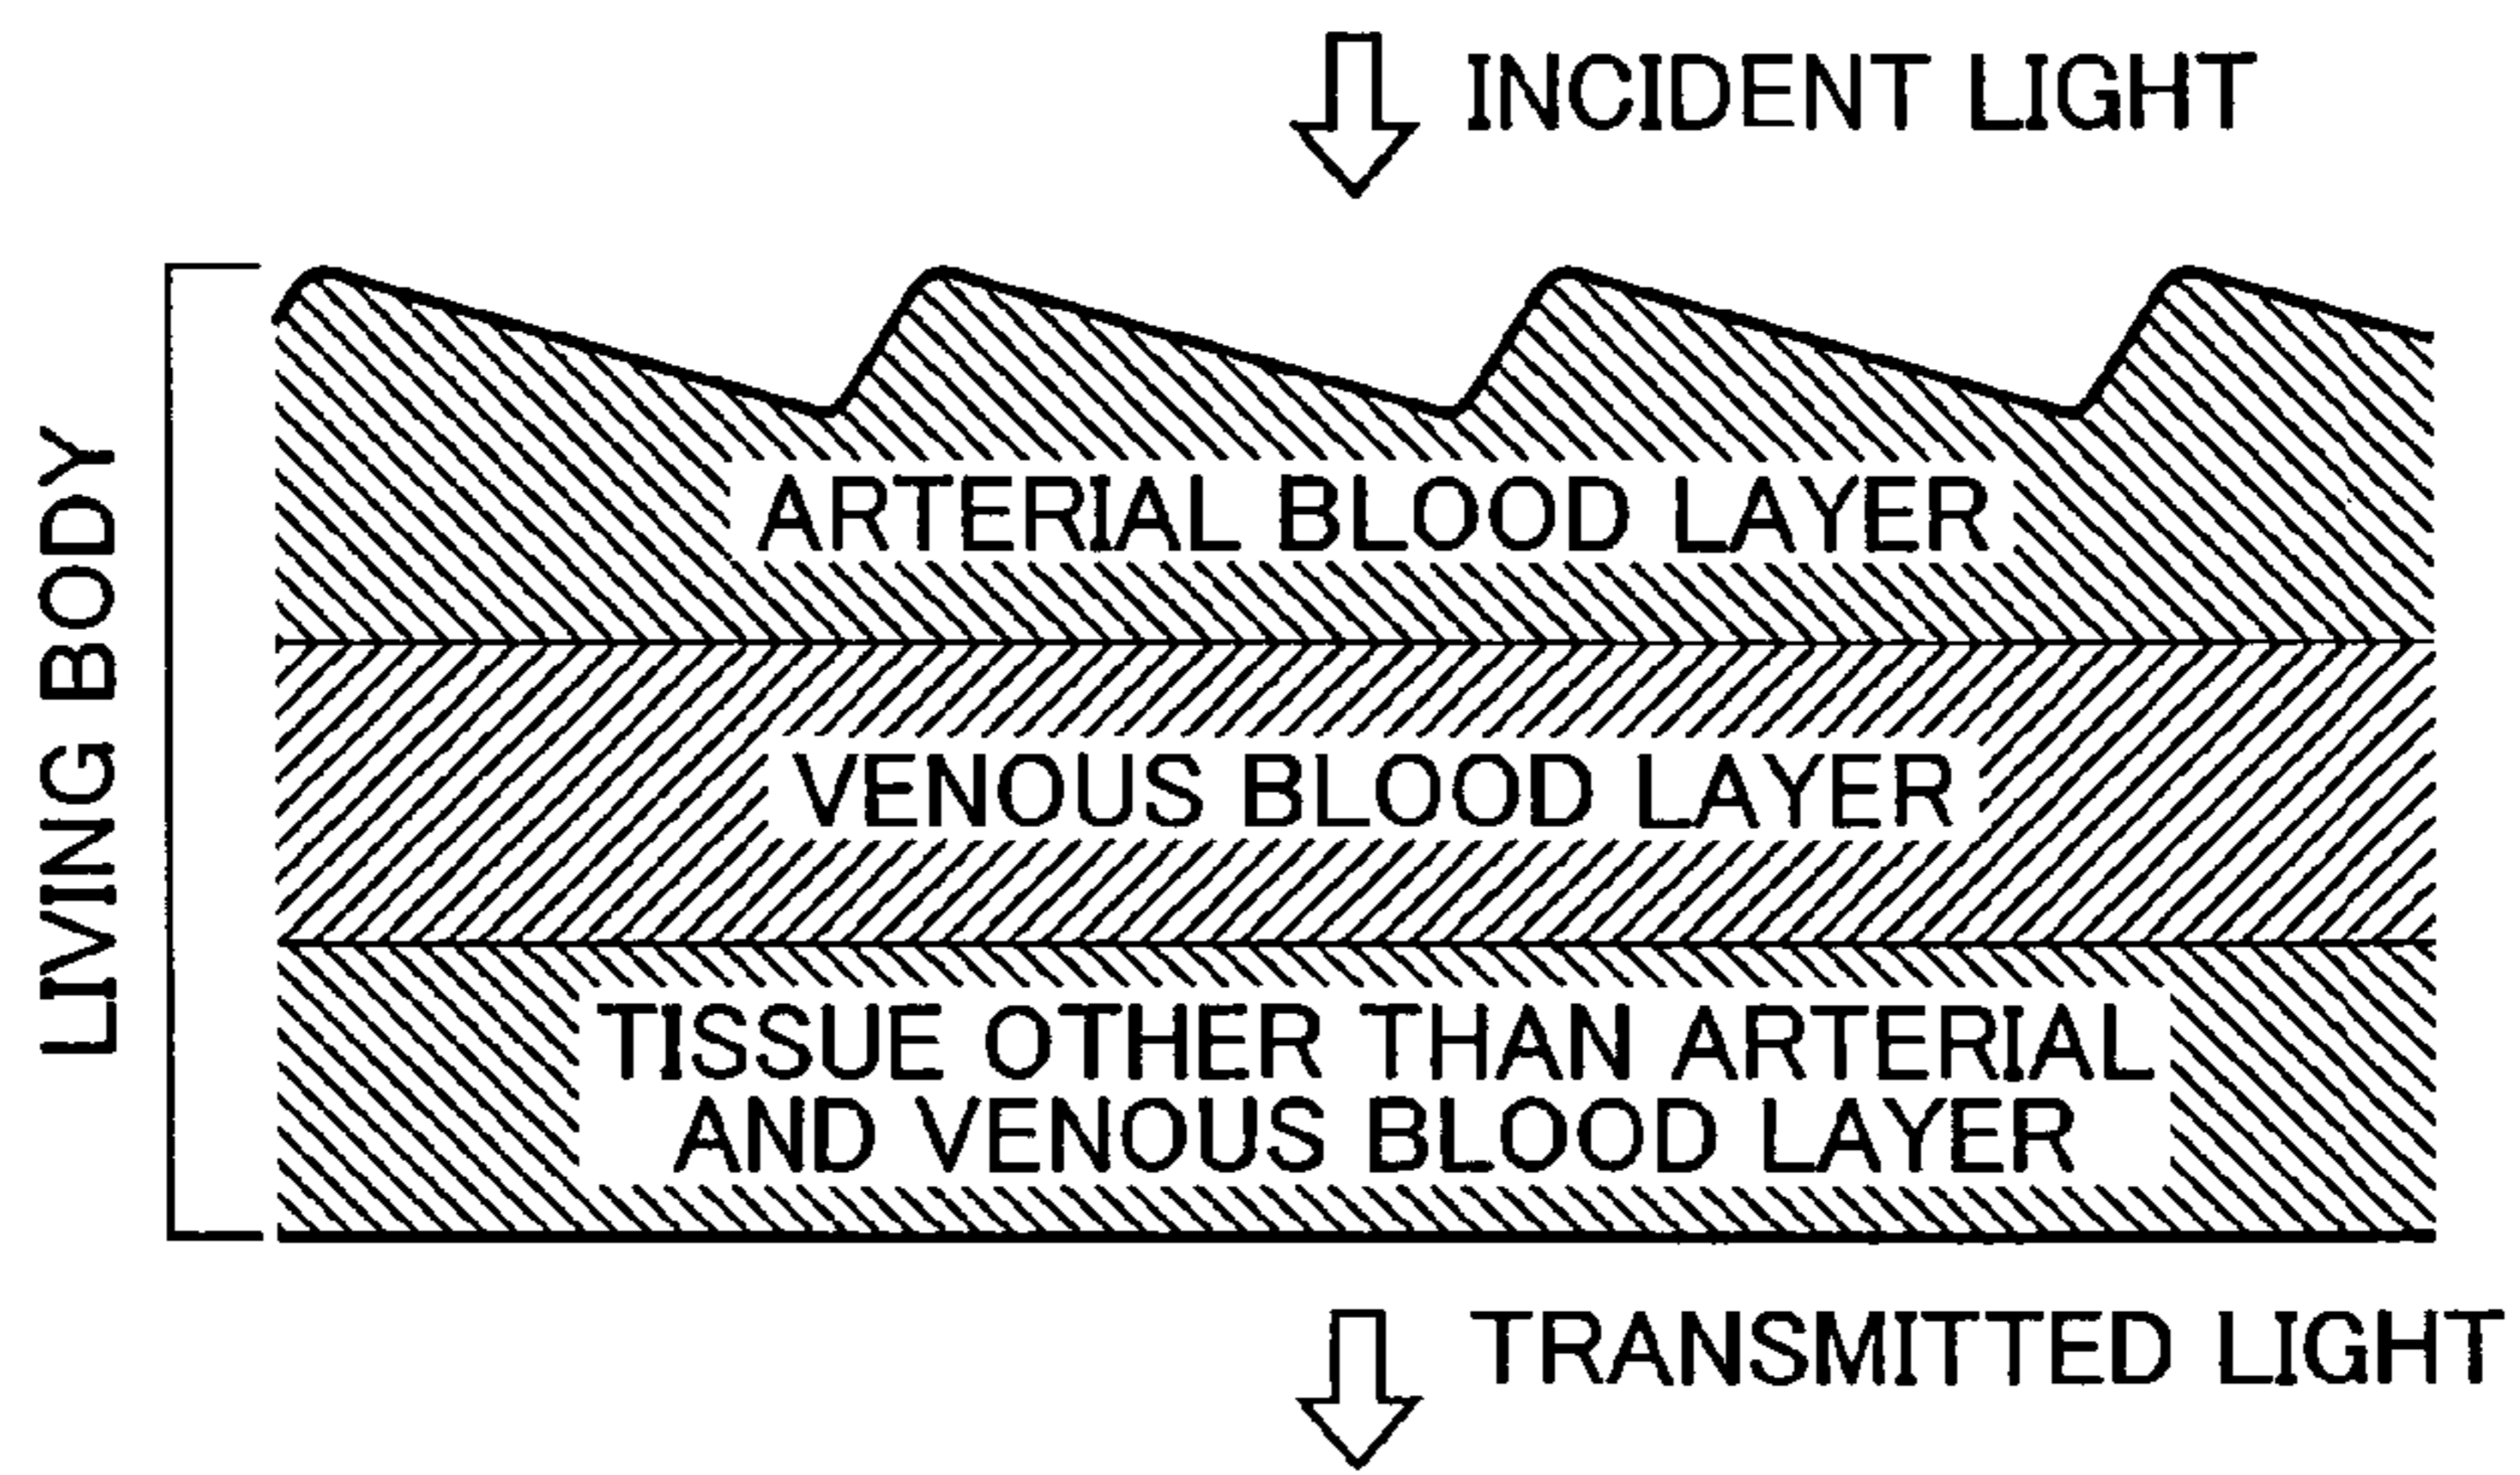 INCIDENT LIGHT
LIVING BODY
ARTERIAL BLOOD LAYER
VENOUS BLOOD LAYER
TISSUE OTHER THAN ARTERIAL
AND VENOUS BLOOD LAYER
TRANSMITTED LIGHT